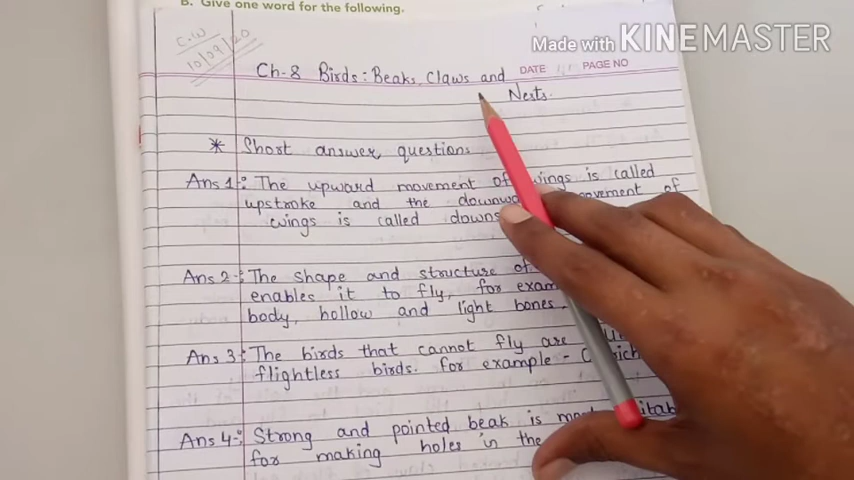 B. Give one word for the following.
Made with KINEMASTER
C.W
10/09/20
DATE PAGE NO
Ch-8 Birds: Beaks, Claws and
Nests.
* Short answer questions
Ans 1-: The upward movement of wings is called
upstroke and the movement of
wings is called
Ans 2-: The shape and structure of
enables it to fly, for
body, hollow and light bones.
Ans 3-: The birds that cannot fly are
flightless birds. for example -
Ans 4-: Strong and pointed beak is
for making holes in the